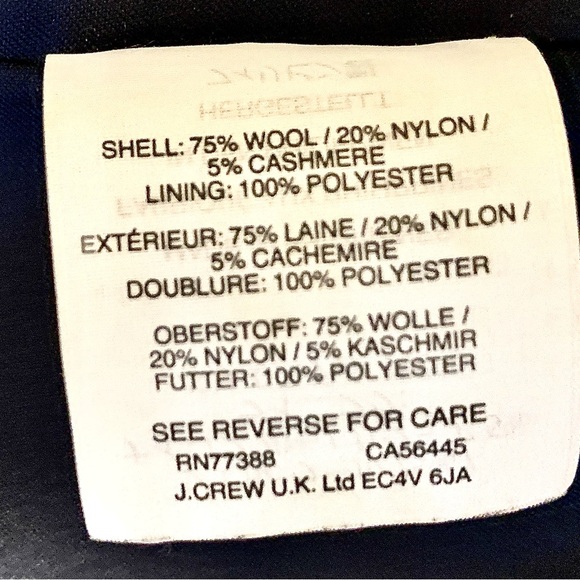 SHELL: 75% WOOL / 20% NYLON /
5% CASHMERE
LINING: 100% POLYESTER
EXTÉRIEUR: 75% LAINE / 20% NYLON /
5% CACHEMIRE
DOUBLURE: 100% POLYESTER
OBERSTOFF: 75% WOLLE /
20% NYLON / 5% KASCHMIR
FUTTER: 100% POLYESTER
SEE REVERSE FOR CARE
RN77388 CA56445
J.CREW U.K. Ltd EC4V 6JA